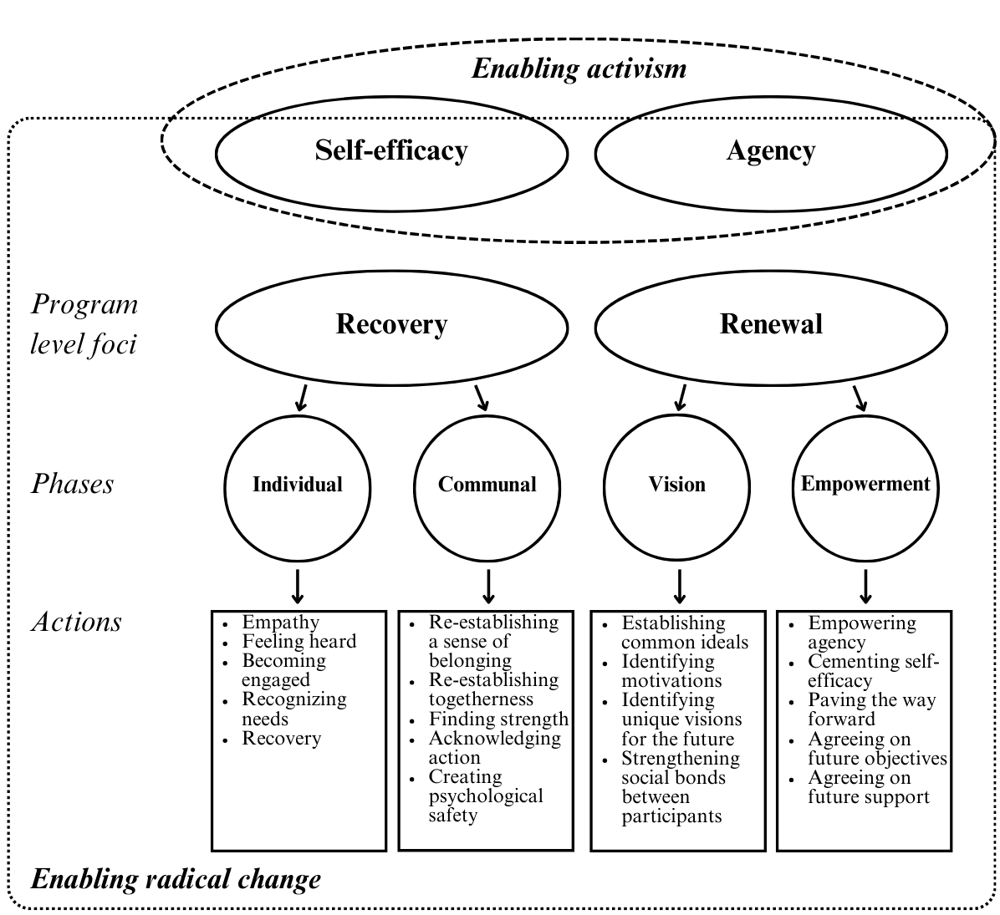 Enabling activism
Self-efficacy
Agency
Program
level foci
Recovery
Renewal
Phases
Individual
Communal
Vision
Empowerment
Actions
• Empathy
• Feeling heard
• Becoming
engaged
• Recognizing
needs
• Recovery
• Re-establishing
a sense of
belonging
• Re-establishing
togetherness
• Finding strength
• Acknowledging
action
• Creating
psychological
safety
• Establishing
common ideals
• Identifying
motivations
• Identifying
unique visions
for the future
• Strengthening
social bonds
between
participants
• Empowering
agency
• Cementing self-
efficacy
• Paving the way
forward
• Agreeing on
future objectives
• Agreeing on
future support
Enabling radical change